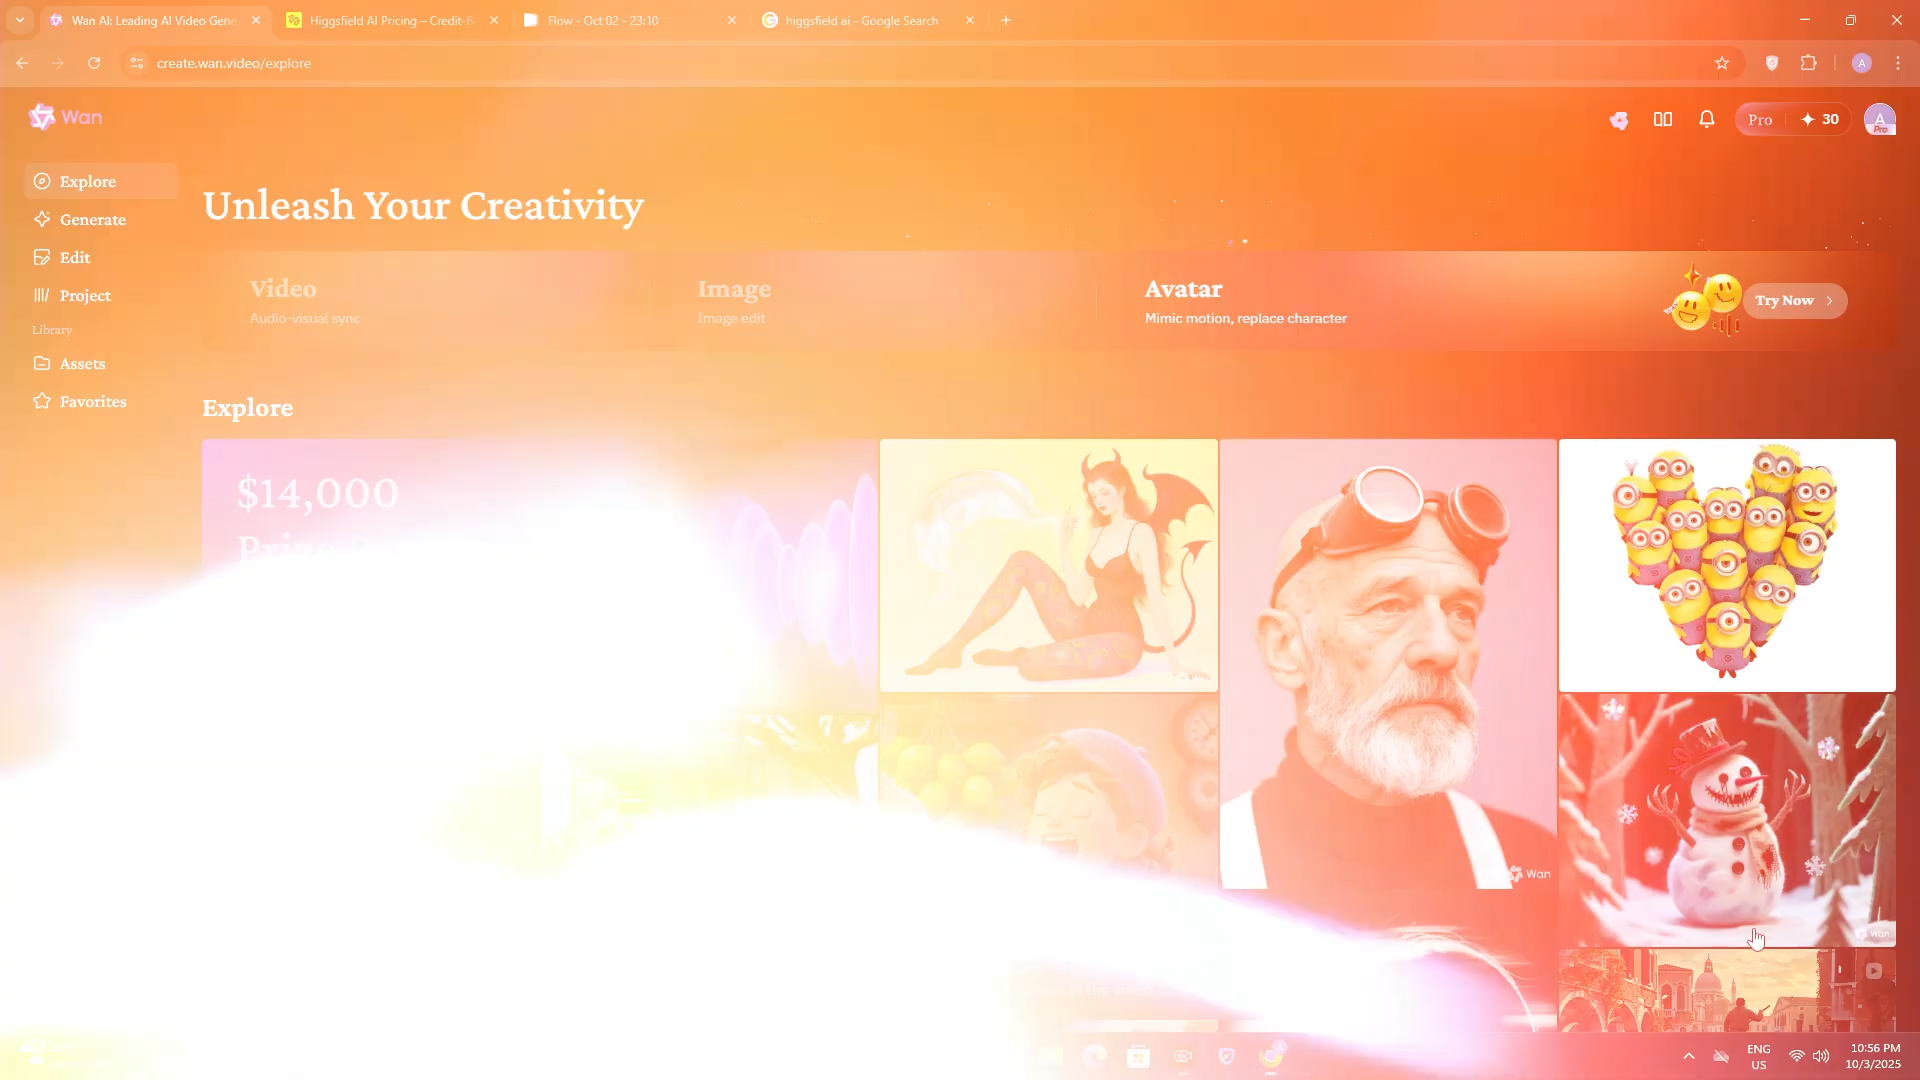 Wan AI: Leading AI Video Gene
Higgsfield AI Pricing – Credit-B
Flow - Oct 02 - 23:10
higgsfield ai - Google Search
create.wan.video/explore
A
Wan
Pro
30
A
Pro
Explore
Generate
Edit
Project
Library
Assets
Favorites
Unleash Your Creativity
Video
Audio-visual sync
Image
Image edit
Avatar
Mimic motion, replace character
Try Now
Explore
$14,000
Prize
Wan
Wan
ENG
US
10:56 PM
10/3/2025